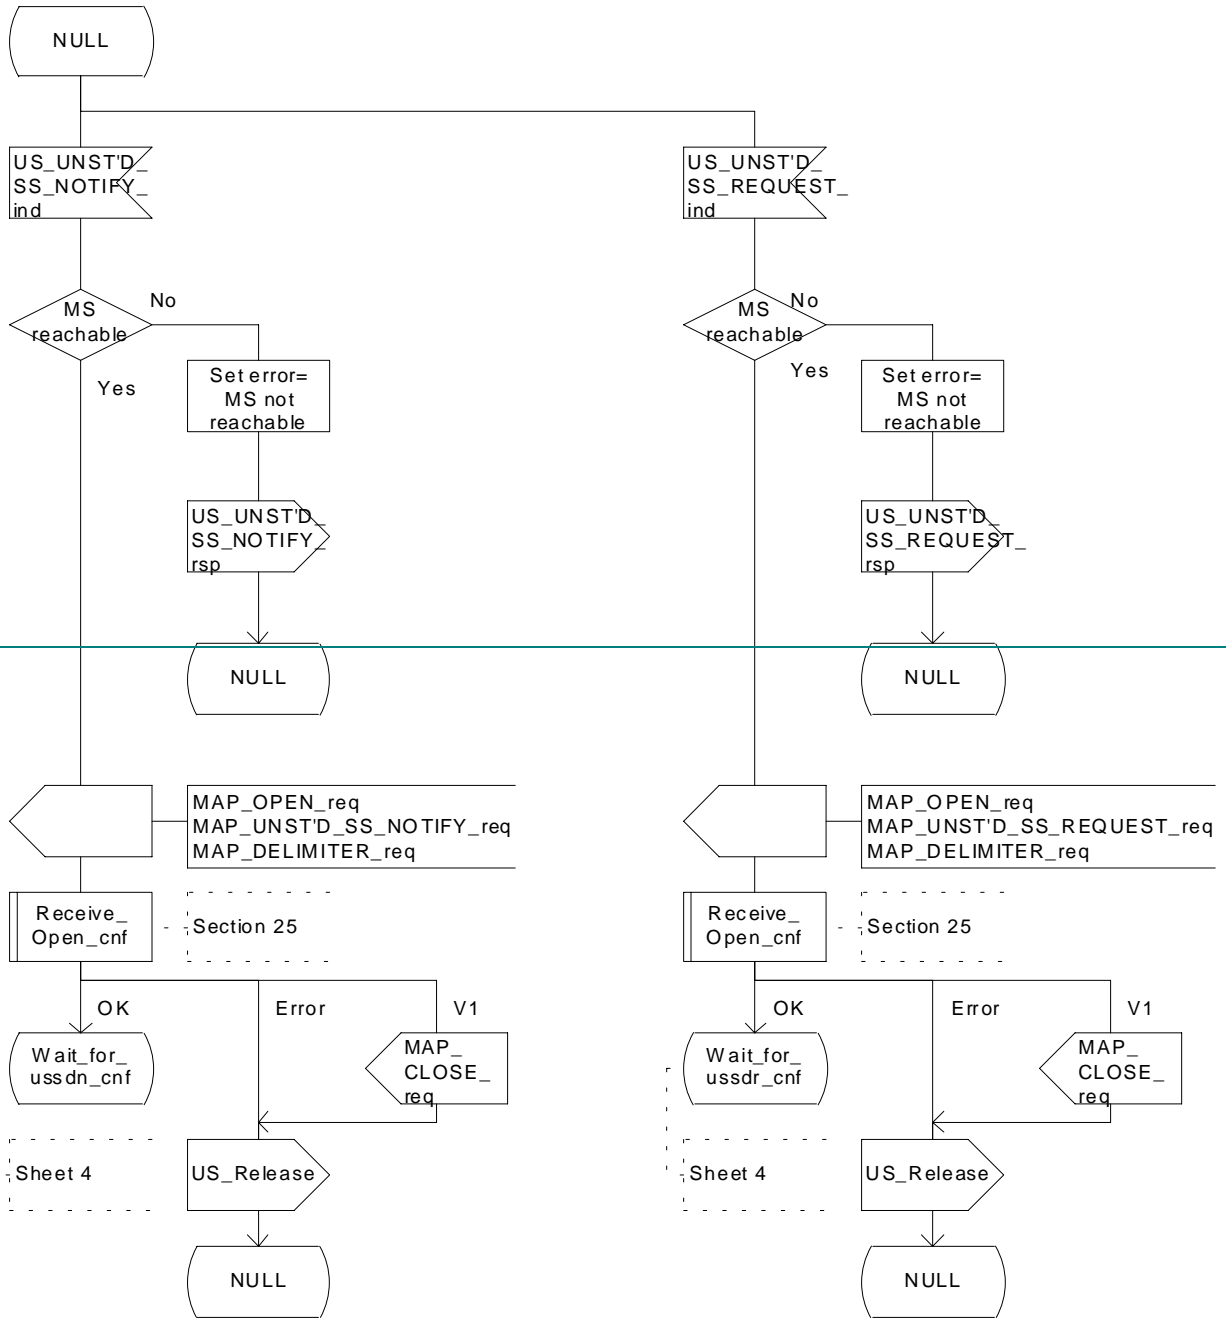 NULL
US_UNST'D_
SS_NOTIFY_
ind
US_UNST'D_
SS_REQUEST_
ind
MS
reachable
No
Yes
MS
reachable
No
Yes
Set error=
MS not
reachable
Set error=
MS not
reachable
US_UNST'D_
SS_NOTIFY_
rsp
US_UNST'D_
SS_REQUEST_
rsp
NULL
NULL
MAP_OPEN_req
MAP_UNST'D_SS_NOTIFY_req
MAP_DELIMITER_req
MAP_OPEN_req
MAP_UNST'D_SS_REQUEST_req
MAP_DELIMITER_req
Receive_
Open_cnf
Section 25
Receive_
Open_cnf
Section 25
OK
Error
V1
OK
Error
V1
Wait_for_
ussdn_cnf
MAP_
CLOSE_
req
Wait_for_
ussdr_cnf
MAP_
CLOSE_
req
Sheet 4
US_Release
Sheet 4
US_Release
NULL
NULL